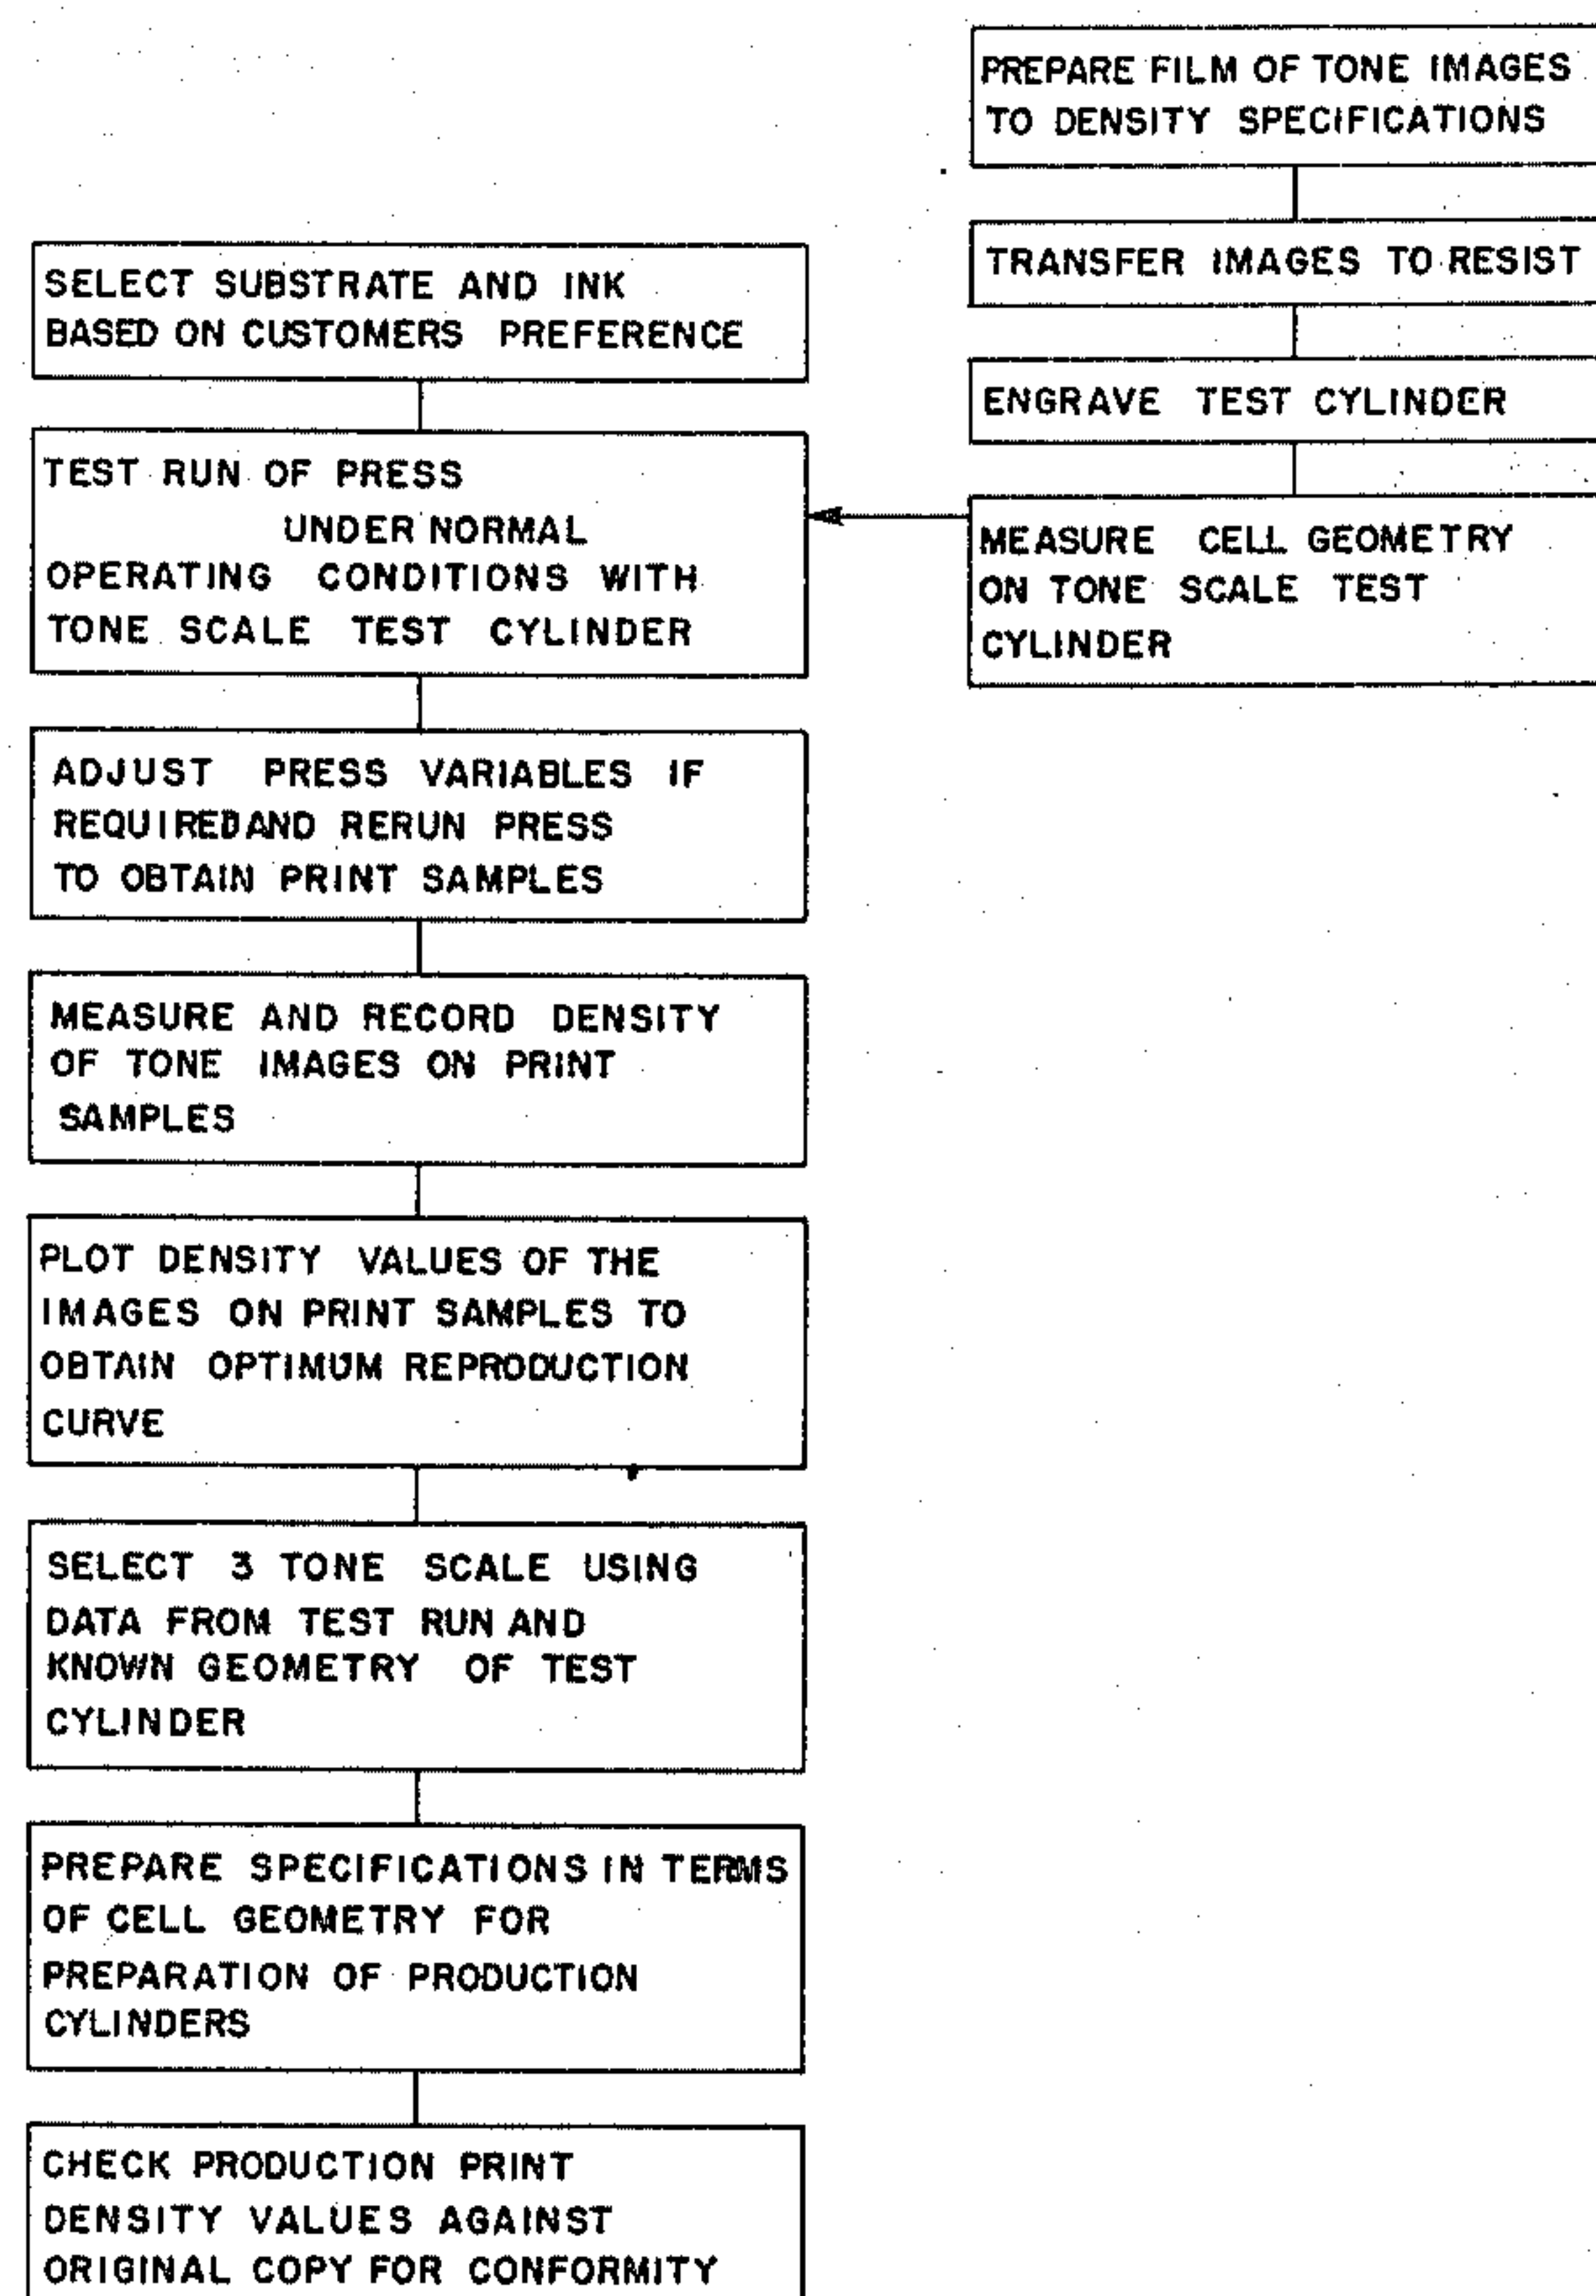 PREPARE FILM OF TONE IMAGES
TO DENSITY SPECIFICATIONS
TRANSFER IMAGES TO RESIST
ENGRAVE TEST CYLINDER
MEASURE CELL GEOMETRY
ON TONE SCALE TEST
CYLINDER
SELECT SUBSTRATE AND INK
BASED ON CUSTOMERS PREFERENCE
TEST RUN OF PRESS
UNDER NORMAL
OPERATING CONDITIONS WITH
TONE SCALE TEST CYLINDER
ADJUST PRESS VARIABLES IF
REQUIRED AND RERUN PRESS
TO OBTAIN PRINT SAMPLES
MEASURE AND RECORD DENSITY
OF TONE IMAGES ON PRINT
SAMPLES
PLOT DENSITY VALUES OF THE
IMAGES ON PRINT SAMPLES TO
OBTAIN OPTIMUM REPRODUCTION
CURVE
SELECT 3 TONE SCALE USING
DATA FROM TEST RUN AND
KNOWN GEOMETRY OF TEST
CYLINDER
PREPARE SPECIFICATIONS IN TERMS
OF CELL GEOMETRY FOR
PREPARATION OF PRODUCTION
CYLINDERS
CHECK PRODUCTION PRINT
DENSITY VALUES AGAINST
ORIGINAL COPY FOR CONFORMITY